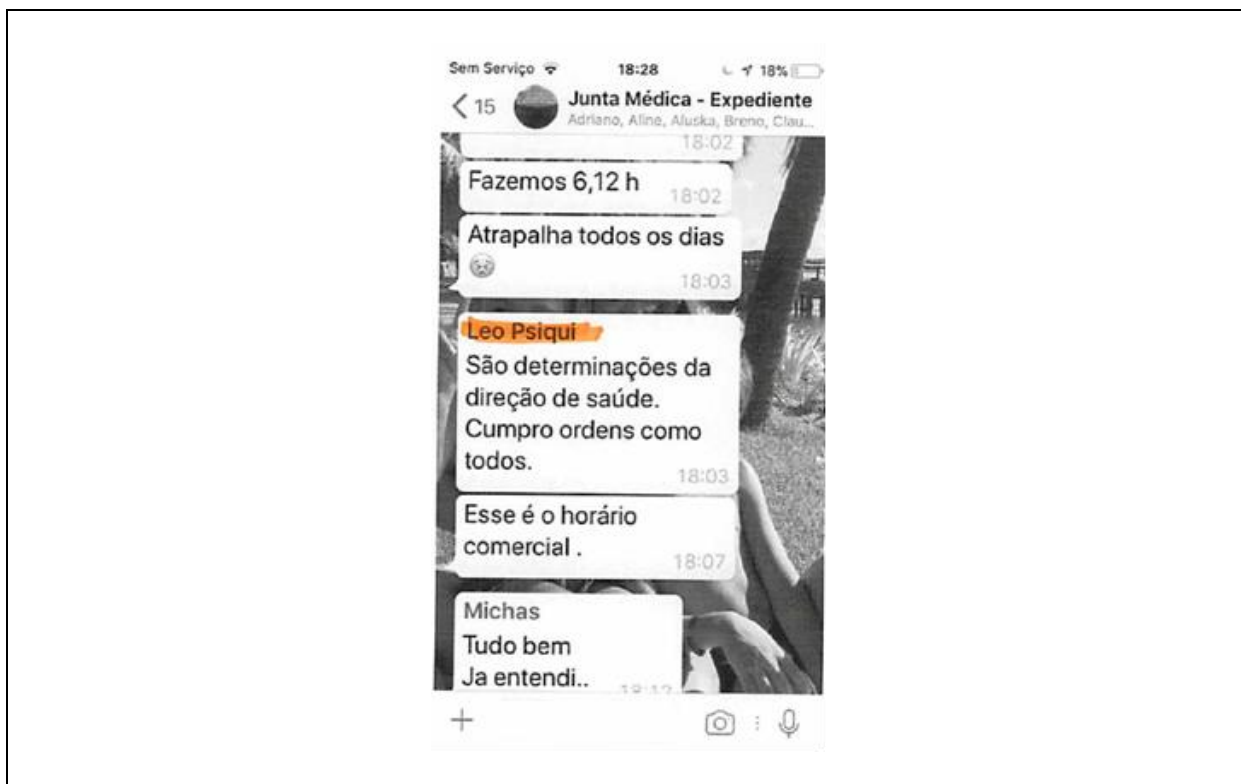 Sem Serviço 18:28 18%
15 Junta Médica - Expediente
Adriano, Aline, Aluska, Breno, Clau...
18:02
Fazemos 6,12 h 18:02
Atrapalha todos os dias
18:03
Leo Psiqui
São determinações da
direção de saúde.
Cumpro ordens como
todos. 18:03
Esse é o horário
comercial . 18:07
Michas
Tudo bem
Ja entendi.. 18:12